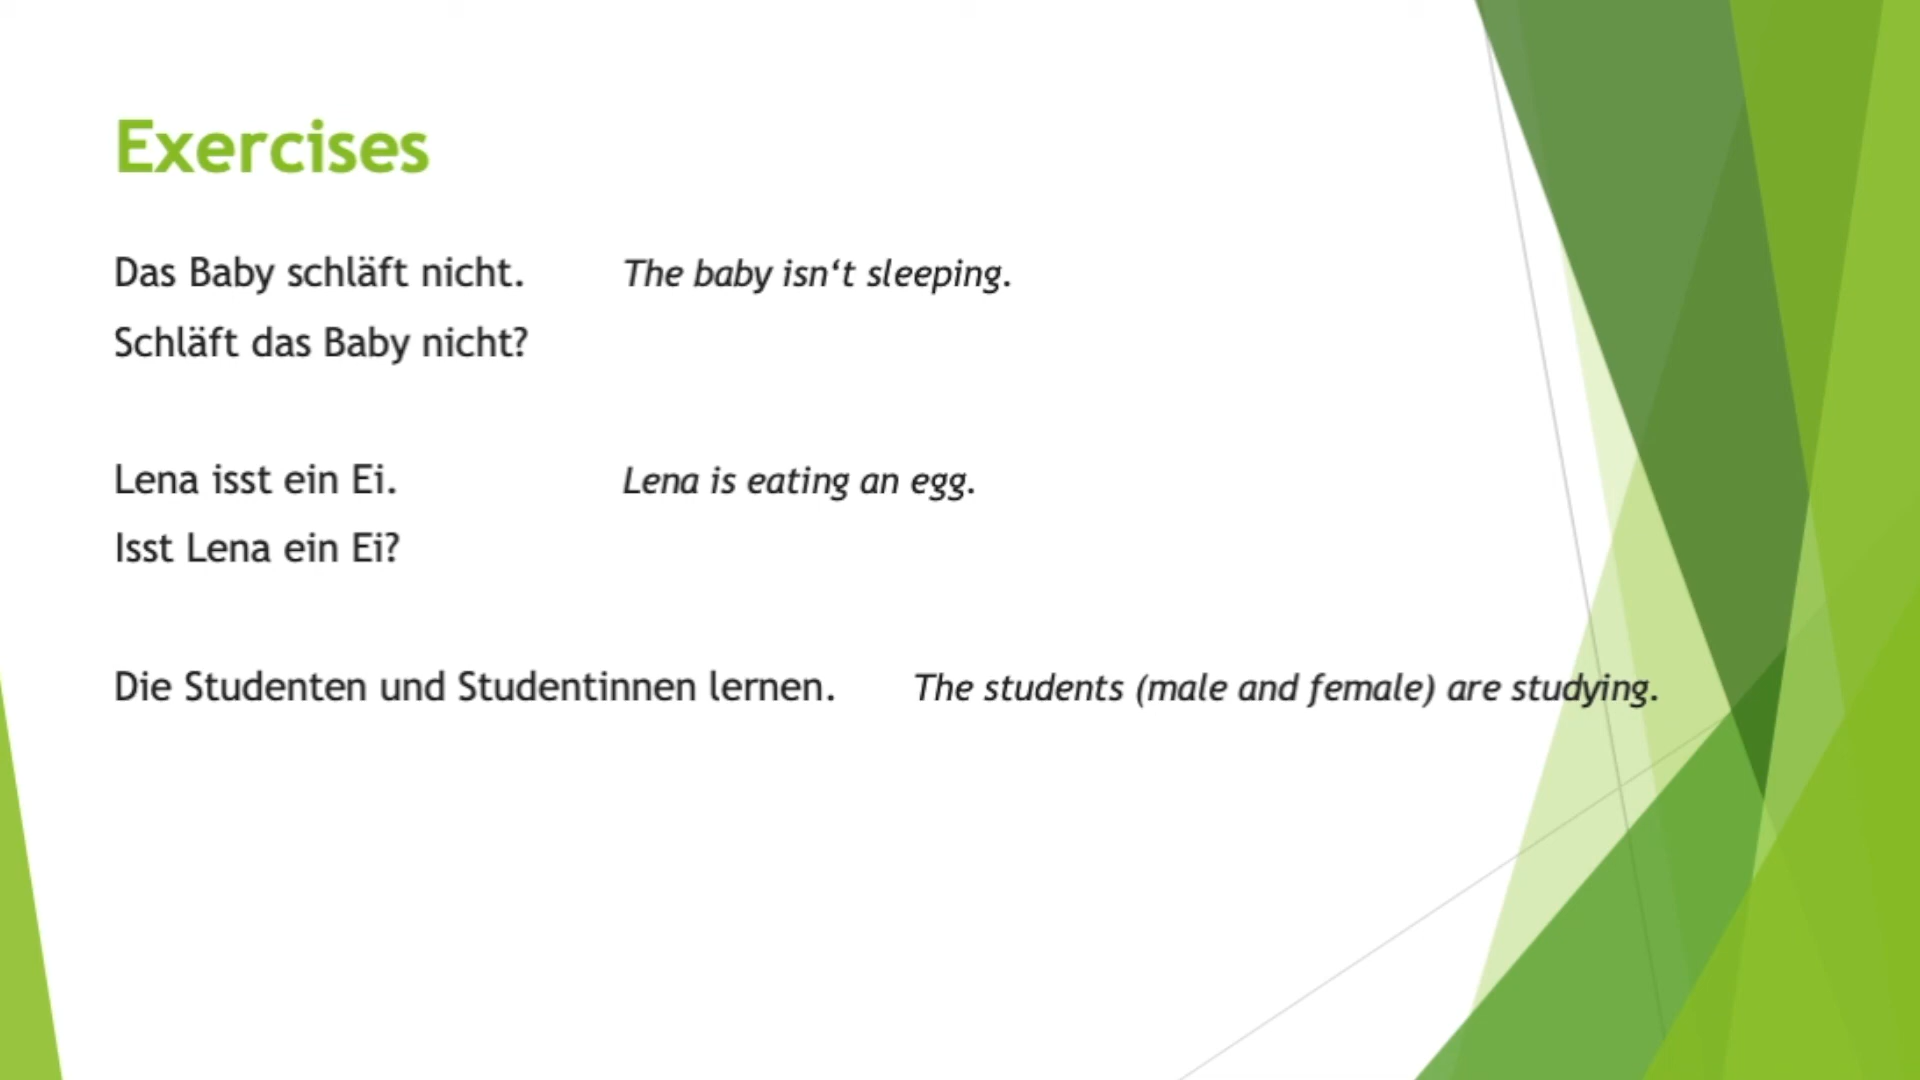 Exercises
Das Baby schläft nicht. The baby isn‘t sleeping.
Schläft das Baby nicht?
Lena isst ein Ei. Lena is eating an egg.
Isst Lena ein Ei?
Die Studenten und Studentinnen lernen. The students (male and female) are studying.